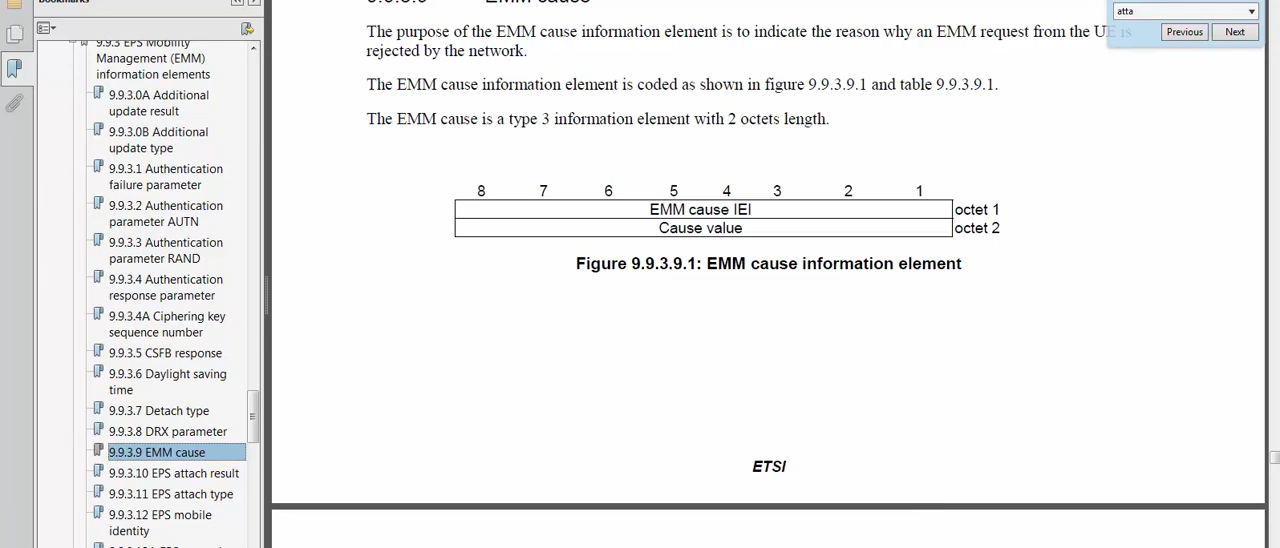 Bookmarks
9.9.3 EPS Mobility
Management (EMM)
information elements
9.9.3.0A Additional
update result
9.9.3.0B Additional
update type
9.9.3.1 Authentication
failure parameter
9.9.3.2 Authentication
parameter AUTN
9.9.3.3 Authentication
parameter RAND
9.9.3.4 Authentication
response parameter
9.9.3.4A Ciphering key
sequence number
9.9.3.5 CSFB response
9.9.3.6 Daylight saving
time
9.9.3.7 Detach type
9.9.3.8 DRX parameter
9.9.3.9 EMM cause
9.9.3.10 EPS attach result
9.9.3.11 EPS attach type
9.9.3.12 EPS mobile
identity
9.9.3.9 EMM cause
atta
Previous Next
The purpose of the EMM cause information element is to indicate the reason why an EMM request from the UE is
rejected by the network.
The EMM cause information element is coded as shown in figure 9.9.3.9.1 and table 9.9.3.9.1.
The EMM cause is a type 3 information element with 2 octets length.
8 7 6 5 4 3 2 1
EMM cause IEI octet 1
Cause value octet 2
Figure 9.9.3.9.1: EMM cause information element
ETSI